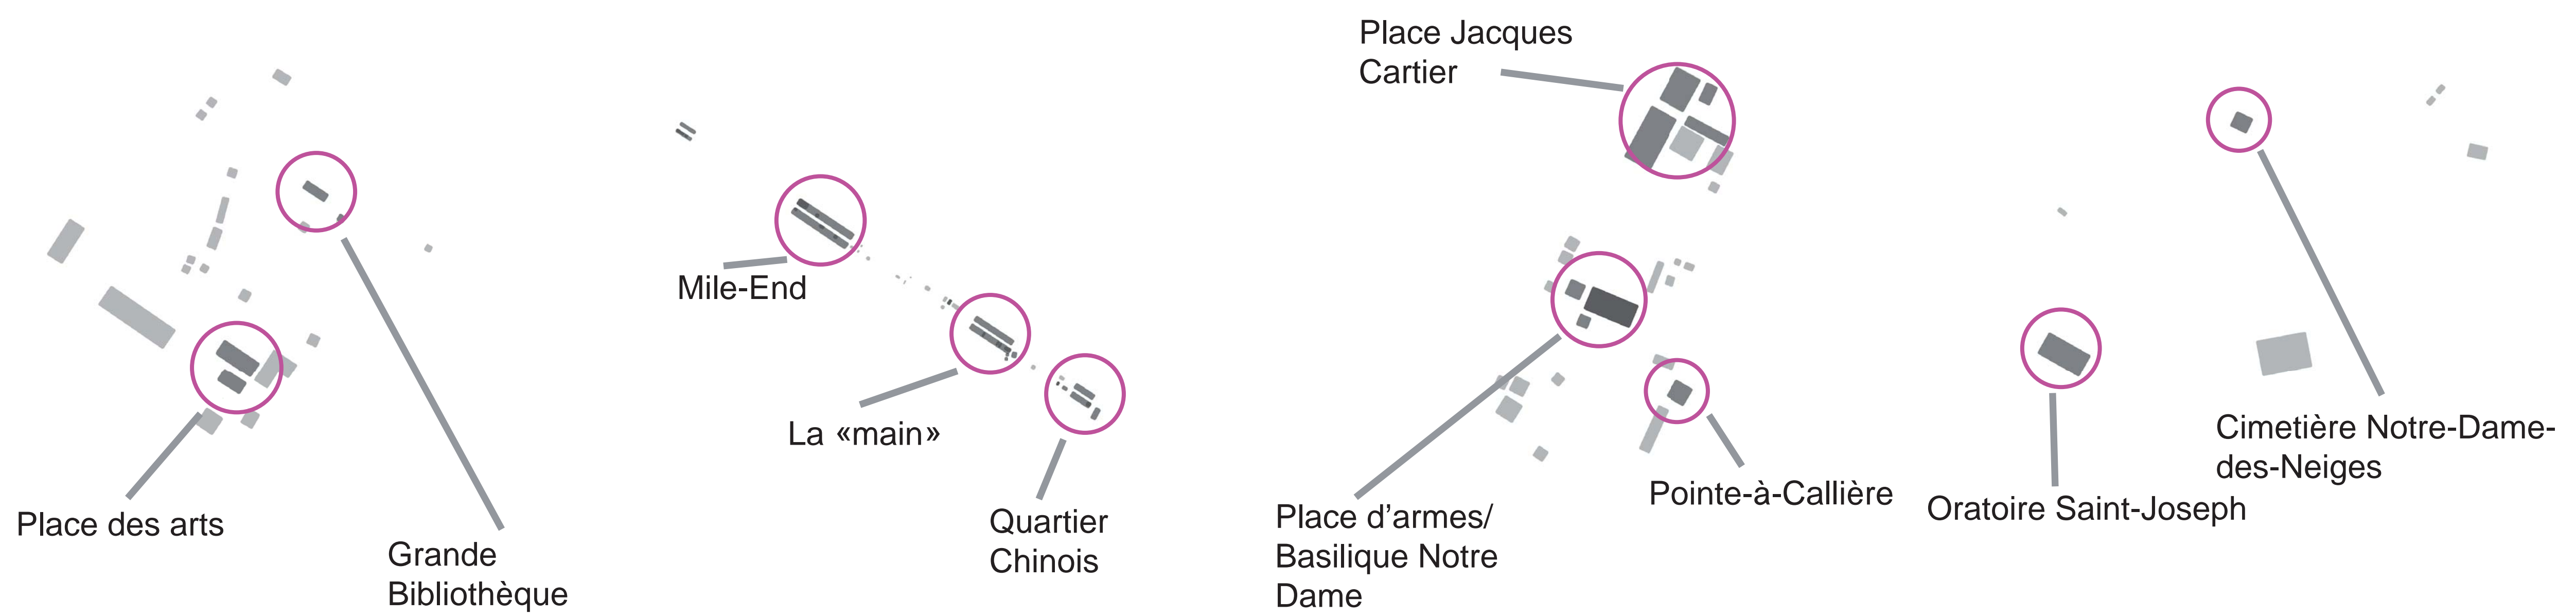 Place des arts
Grande
Bibliothèque
Mile-End
La «main»
Quartier
Chinois
Place Jacques
Cartier
Place d’armes/
Basilique Notre
Dame
Pointe-à-Callière
Oratoire Saint-Joseph
Cimetière Notre-Dame-
des-Neiges